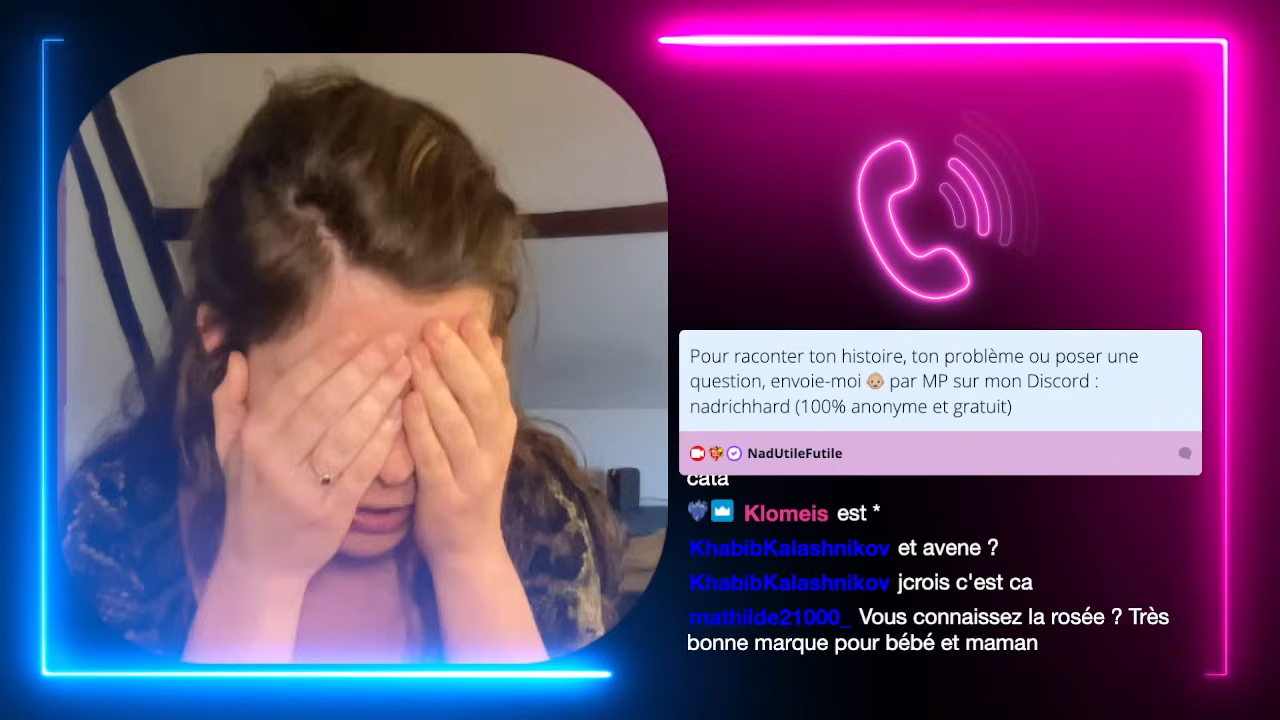 Pour raconter ton histoire, ton problème ou poser une
question, envoie-moi 👶🏼 par MP sur mon Discord :
nadrichhard (100% anonyme et gratuit)
NadUtileFutile
cata
Klomeis est *
KhabibKalashnikov et avene ?
KhabibKalashnikov jcrois c'est ca
mathilde21000_ Vous connaissez la rosée ? Très
bonne marque pour bébé et maman